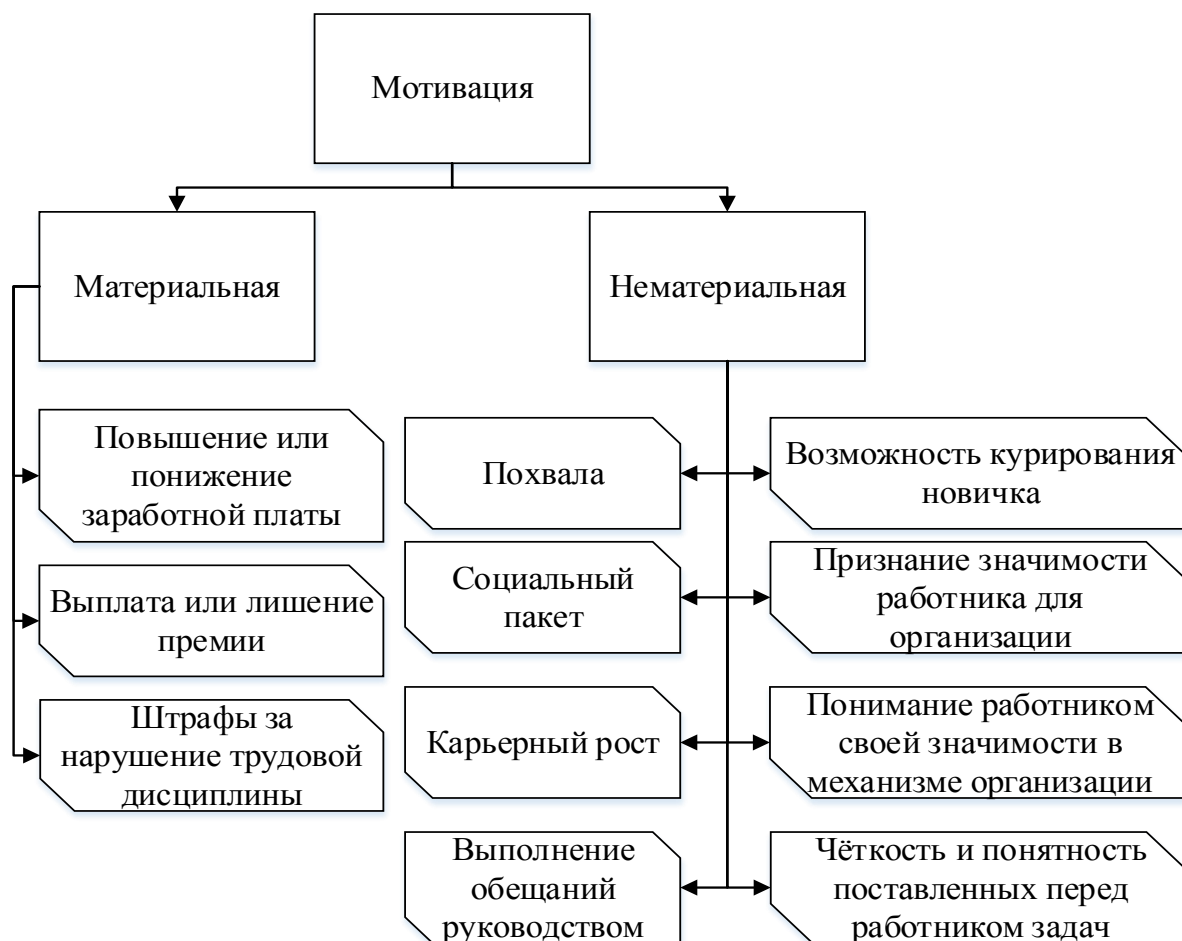 Мотивация
Материальная
Нематериальная
Повышение или
понижение
заработной платы
Выплата или лишение
премии
Штрафы за
нарушение трудовой
дисциплины
Похвала
Социальный
пакет
Карьерный рост
Выполнение
обещаний
руководством
Возможность курирования
новичка
Признание значимости
работника для
организации
Понимание работником
своей значимости в
механизме организации
Чёткость и понятность
поставленных перед
работником задач